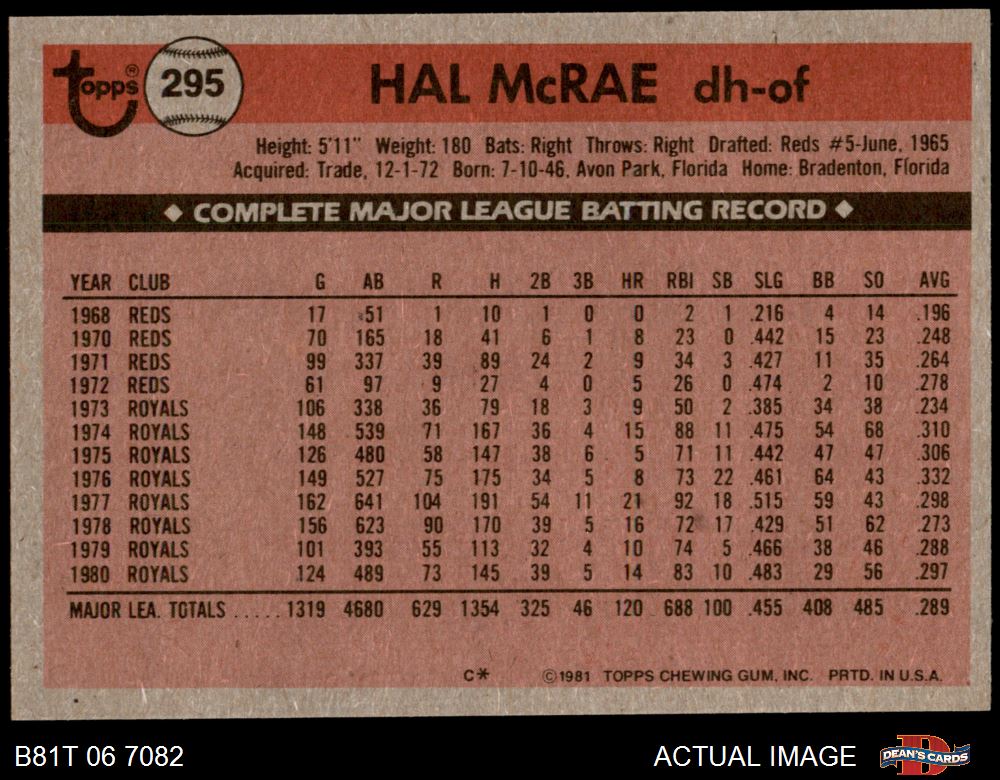 topps® 295 HAL McRAE dh-of
Height: 5'11" Weight: 180 Bats: Right Throws: Right Drafted: Reds #5-June, 1965
Acquired: Trade, 12-1-72 Born: 7-10-46, Avon Park, Florida Home: Bradenton, Florida
◆ COMPLETE MAJOR LEAGUE BATTING RECORD ◆
YEAR CLUB G AB R H 2B 3B HR RBI SB SLG BB SO AVG
1968 REDS 17 51 1 10 1 0 0 2 1 .216 4 14 .196
1970 REDS 70 165 18 41 6 1 8 23 0 .442 15 23 .248
1971 REDS 99 337 39 89 24 2 9 34 3 .427 11 35 .264
1972 REDS 61 97 9 27 4 0 5 26 0 .474 2 10 .278
1973 ROYALS 106 338 36 79 18 3 9 50 2 .385 34 38 .234
1974 ROYALS 148 539 71 167 36 4 15 88 11 .475 54 68 .310
1975 ROYALS 126 480 58 147 38 6 5 71 11 .442 47 47 .306
1976 ROYALS 149 527 75 175 34 5 8 73 22 .461 64 43 .332
1977 ROYALS 162 641 104 191 54 11 21 92 18 .515 59 43 .298
1978 ROYALS 156 623 90 170 39 5 16 72 17 .429 51 62 .273
1979 ROYALS 101 393 55 113 32 4 10 74 5 .466 38 46 .288
1980 ROYALS 124 489 73 145 39 5 14 83 10 .483 29 56 .297
MAJOR LEA. TOTALS ..... 1319 4680 629 1354 325 46 120 688 100 .455 408 485 .289
C* ©1981 TOPPS CHEWING GUM, INC. PRTD. IN U.S.A.
B81T 06 7082 ACTUAL IMAGE DEAN'S CARDS